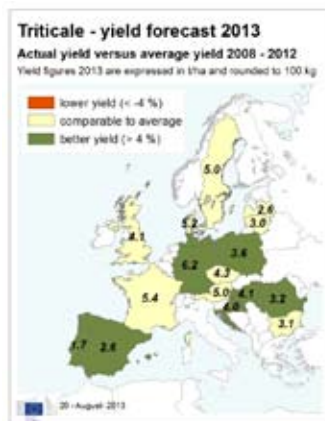 Triticale - yield forecast 2013
Actual yield versus average yield 2008 - 2012
Yield figures 2013 are expressed in t/ha and rounded to 100 kg
lower yield (< -4 %)
comparable to average
better yield (> 4 %)
5.0
2.6
3.0
5.2
4.1
6.2
3.6
4.3
5.4
5.0
4.1
4.0
3.2
3.1
1.7
2.6
20 - August- 2013